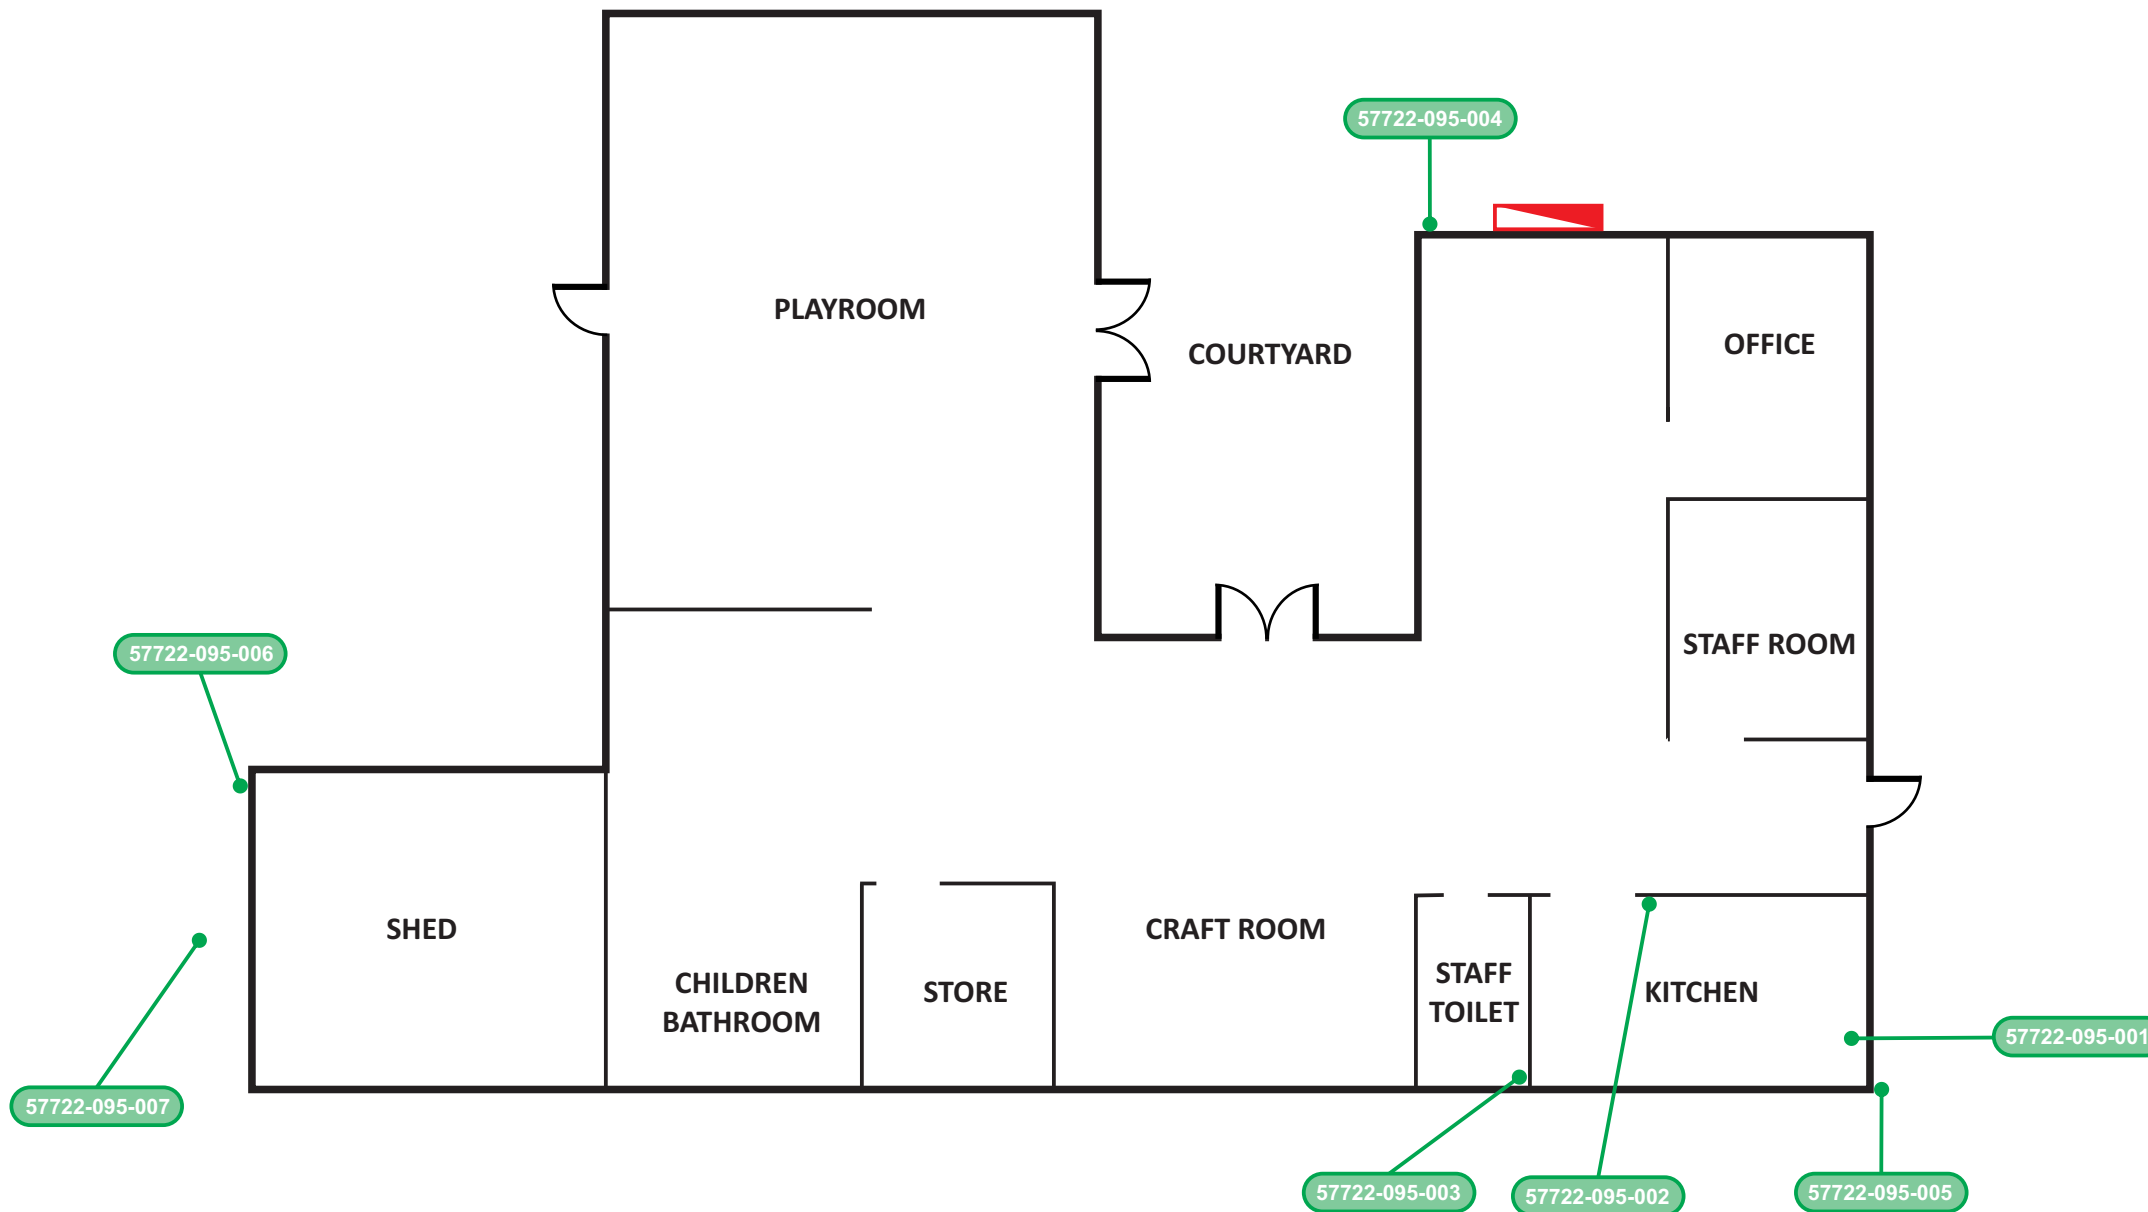 57722-095-004
PLAYROOM
OFFICE
COURTYARD
STAFF ROOM
57722-095-006
SHED
CRAFT ROOM
CHILDREN
BATHROOM
STORE
STAFF
TOILET
KITCHEN
57722-095-001
57722-095-007
57722-095-003
57722-095-002
57722-095-005